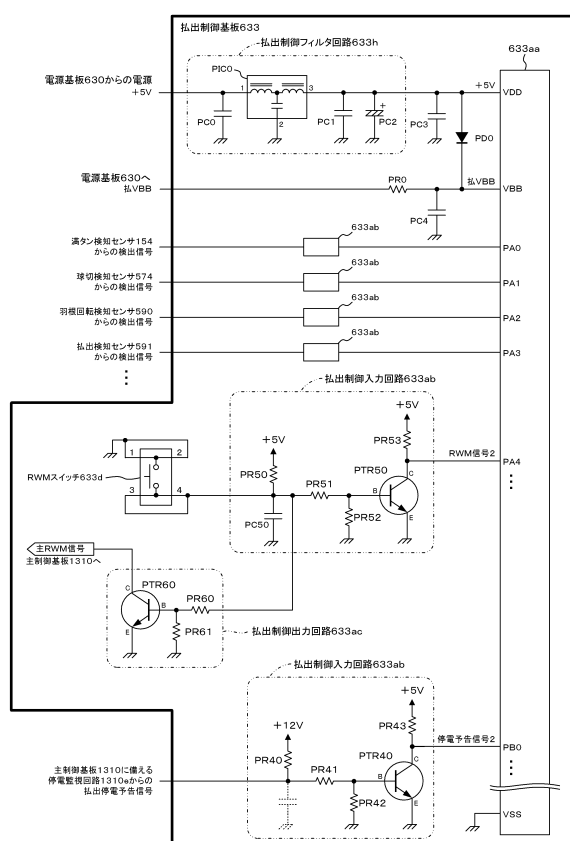 払出制御基板633
払出制御フィルタ回路633h
633aa
PIC0
電源基板630からの電源
+5V
1
3
2
PC0
PC1
+
PC2
PC3
+5V
VDD
PD0
電源基板630へ
払VBB
PR0
払VBB
VBB
PC4
満タン検知センサ154
からの検出信号
633ab
PA0
球切検知センサ574
からの検出信号
633ab
PA1
羽根回転検知センサ590
からの検出信号
633ab
PA2
払出検知センサ591
からの検出信号
633ab
PA3
払出制御入力回路633ab
+5V
PR53
+5V
RWM信号2
PA4
1
2
PR50
PTR50
C
RWMスイッチ633d
3
4
PR51
B
E
PC50
PR52
主RWM信号
主制御基板1310へ
PTR60
C
PR60
B
E
PR61
払出制御出力回路633ac
払出制御入力回路633ab
+5V
+12V
PR43
停電予告信号2
PB0
PR40
PTR40
C
主制御基板1310に備える
停電監視回路1310eからの
払出停電予告信号
PR41
B
E
PR42
VSS